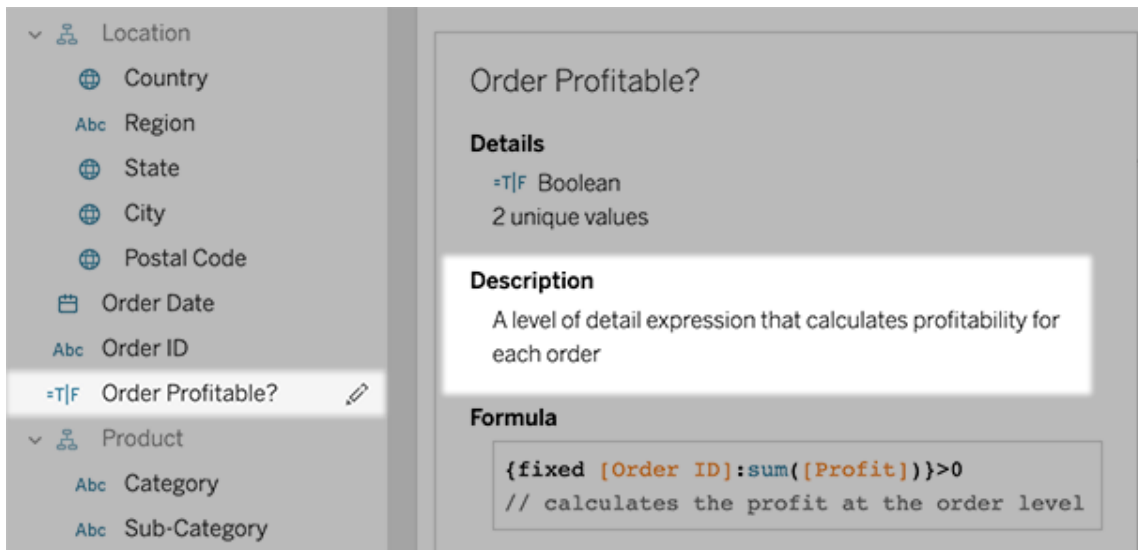 Location
Country
Abc Region
State
City
Postal Code
Order Date
Abc Order ID
=T|F Order Profitable?
Product
Abc Category
Abc Sub-Category
Order Profitable?
Details
=T|F Boolean
2 unique values
Description
A level of detail expression that calculates profitability for
each order
Formula
{fixed [Order ID]:sum([Profit])}>0
// calculates the profit at the order level